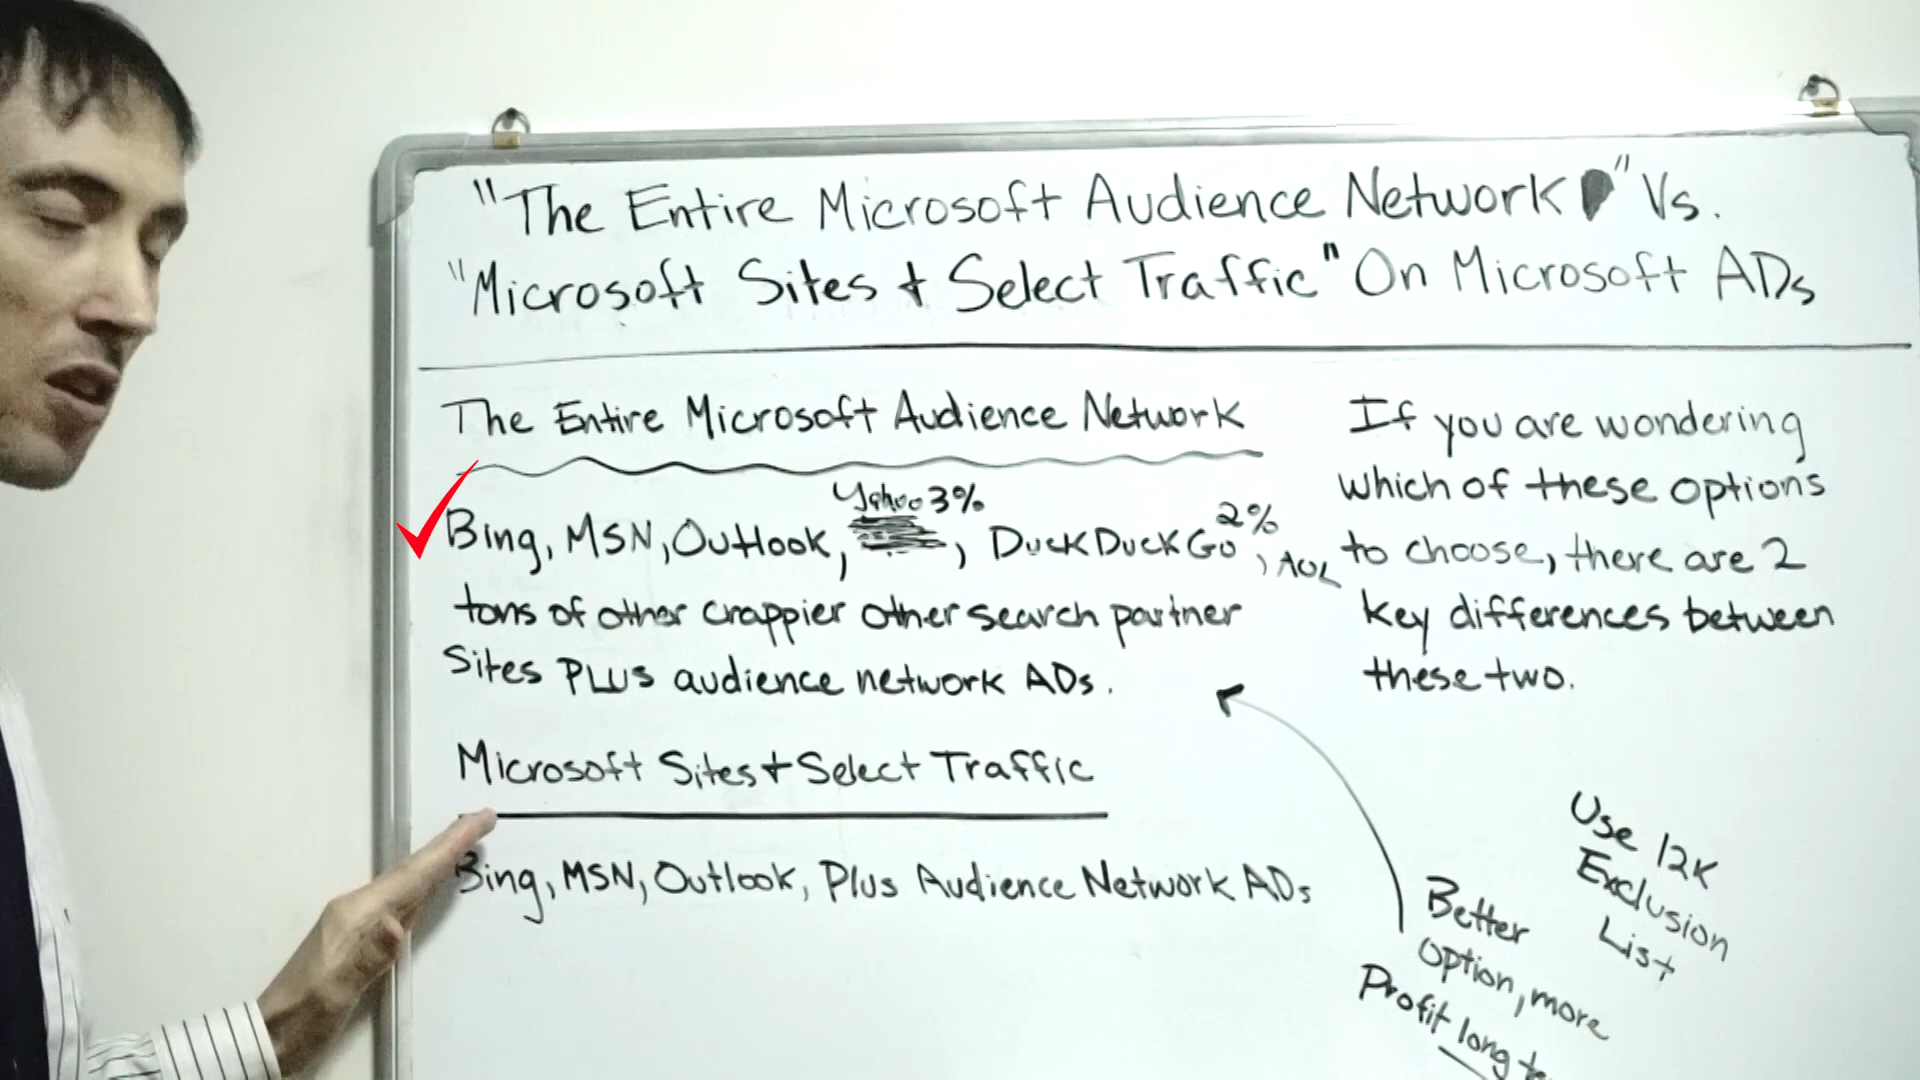 "The Entire Microsoft Audience Network" Vs.
"Microsoft Sites + Select Traffic" On Microsoft ADs
The Entire Microsoft Audience Network
Yahoo 3%
Bing, MSN, Outlook, , DuckDuckGo 2%, AOL
tons of other crappier other search partner
Sites PLUS audience network ADs.
Microsoft Sites + Select Traffic
Bing, MSN, Outlook, Plus Audience Network ADs
If you are wondering
which of these options
to choose, there are 2
key differences between
these two.
Use 12K
Exclusion
List
Better
option, more
Profit long